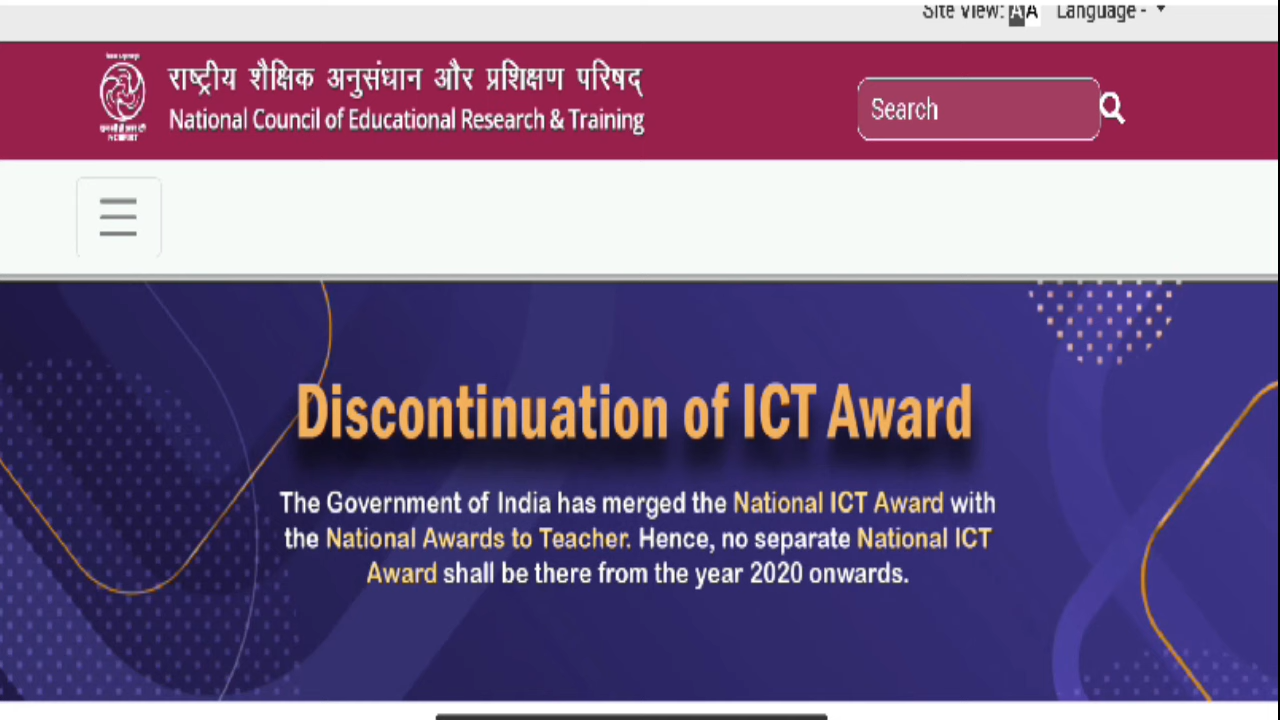 Site View: A A Language -
राष्ट्रीय शैक्षिक अनुसंधान और प्रशिक्षण परिषद्
National Council of Educational Research & Training
Search
Discontinuation of ICT Award
The Government of India has merged the National ICT Award with
the National Awards to Teacher. Hence, no separate National ICT
Award shall be there from the year 2020 onwards.